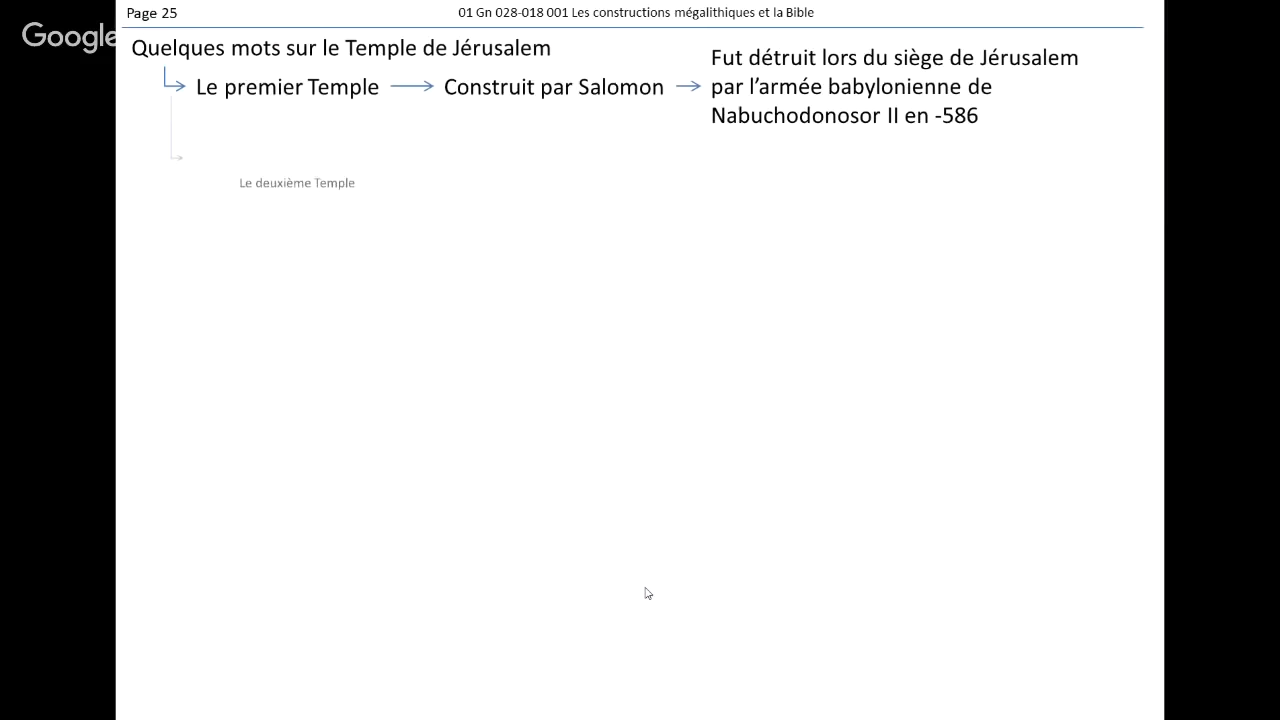 Page 25
01 Gn 028-018 001 Les constructions mégalithiques et la Bible
Google
Quelques mots sur le Temple de Jérusalem
Le premier Temple
Construit par Salomon
Fut détruit lors du siège de Jérusalem
par l’armée babylonienne de
Nabuchodonosor II en -586
Le deuxième Temple